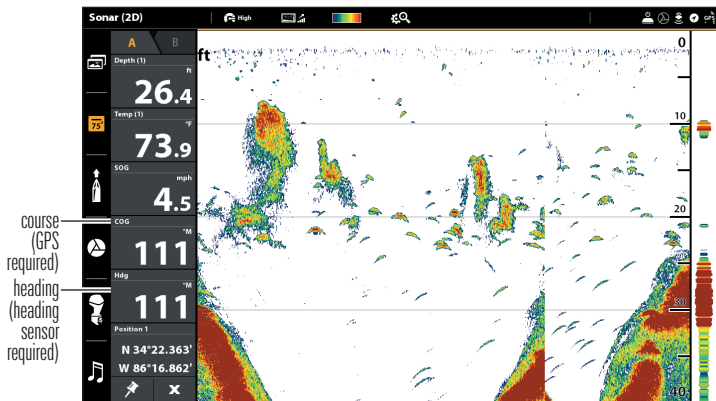 Sonar (2D)
High
GPS
A B
Depth (1)
ft
26.4
Temp (1)
°F
73.9
SOG
mph
4.5
COG
°M
111
Hdg
°M
111
Position 1
N 34°22.363'
W 86°16.862'
75°
course
(GPS
required)
heading
(heading
sensor
required)
ft
0
10
20
30
40